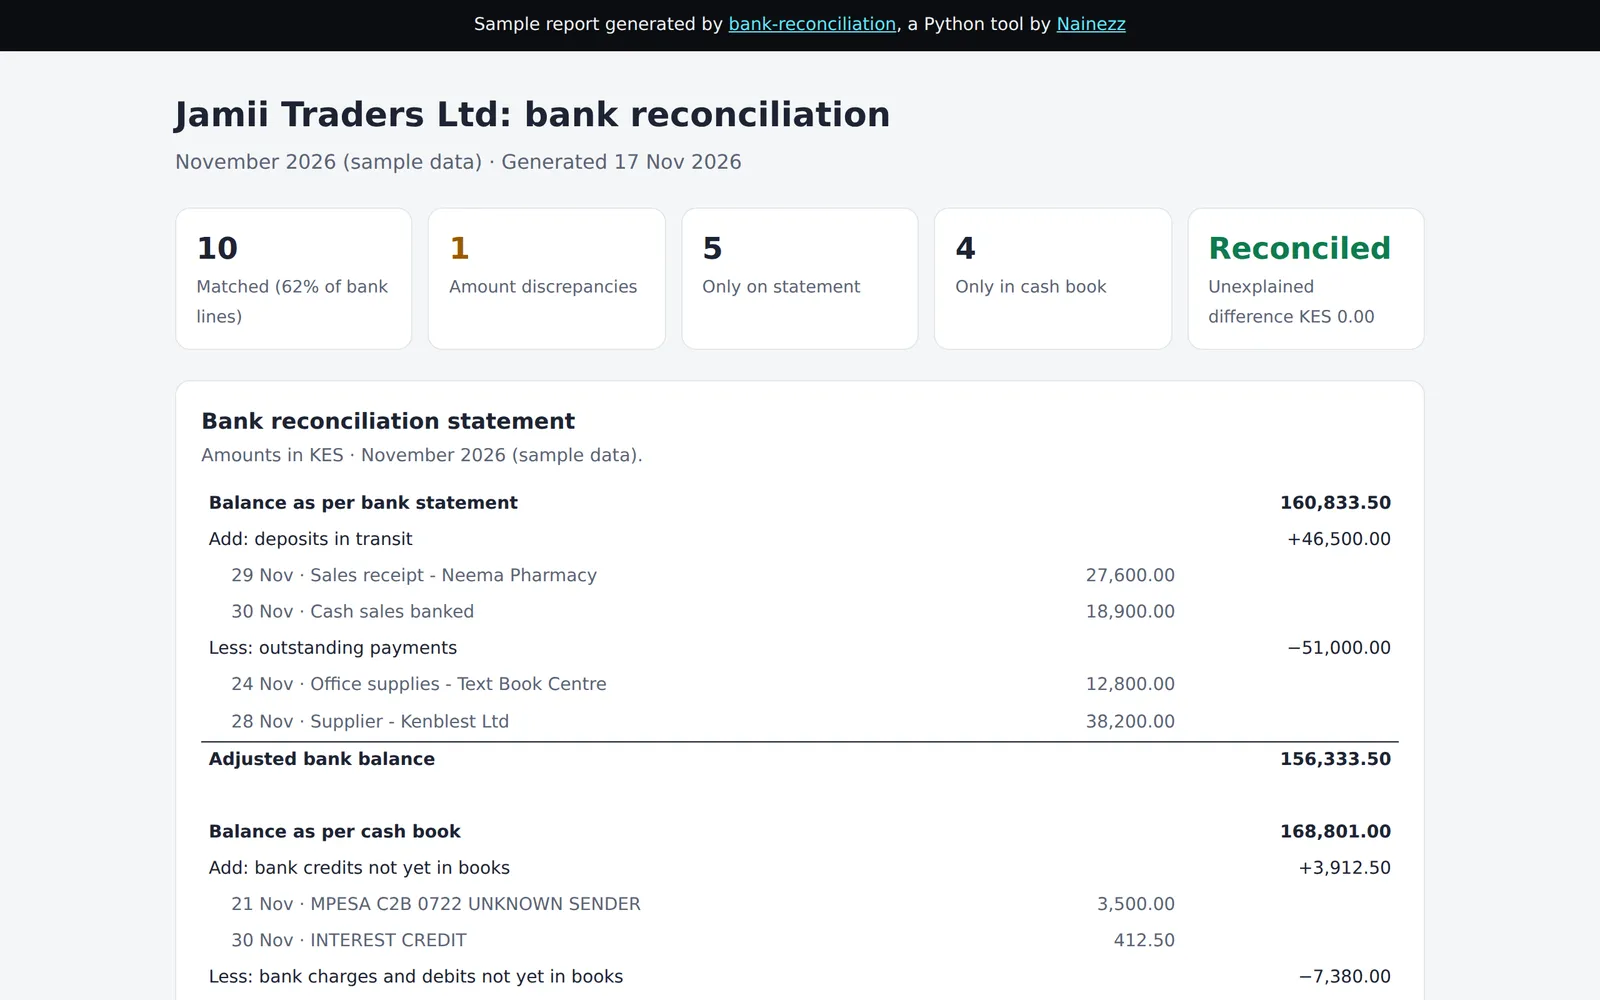 Sample report generated by bank-reconciliation, a Python tool by Nainezz
Jamii Traders Ltd: bank reconciliation
November 2026 (sample data) · Generated 17 Nov 2026
10
Matched (62% of bank
lines)
1
Amount discrepancies
5
Only on statement
4
Only in cash book
Reconciled
Unexplained
difference KES 0.00
Bank reconciliation statement
Amounts in KES · November 2026 (sample data).
Balance as per bank statement 160,833.50
Add: deposits in transit +46,500.00
29 Nov · Sales receipt - Neema Pharmacy 27,600.00
30 Nov · Cash sales banked 18,900.00
Less: outstanding payments −51,000.00
24 Nov · Office supplies - Text Book Centre 12,800.00
28 Nov · Supplier - Kenblest Ltd 38,200.00
Adjusted bank balance 156,333.50
Balance as per cash book 168,801.00
Add: bank credits not yet in books +3,912.50
21 Nov · MPESA C2B 0722 UNKNOWN SENDER 3,500.00
30 Nov · INTEREST CREDIT 412.50
Less: bank charges and debits not yet in books −7,380.00